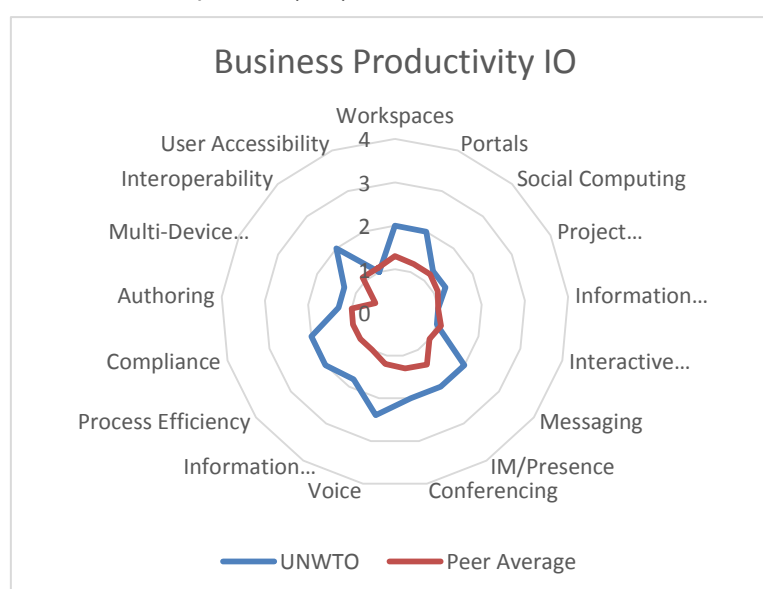 Business Productivity IO
Workspaces
User Accessibility
4
Portals
Interoperability
3
Social Computing
Multi-Device...
2
Project...
1
Authoring
0
Information...
Compliance
Interactive...
Process Efficiency
Messaging
Information...
IM/Presence
Voice
Conferencing
UNWTO
Peer Average